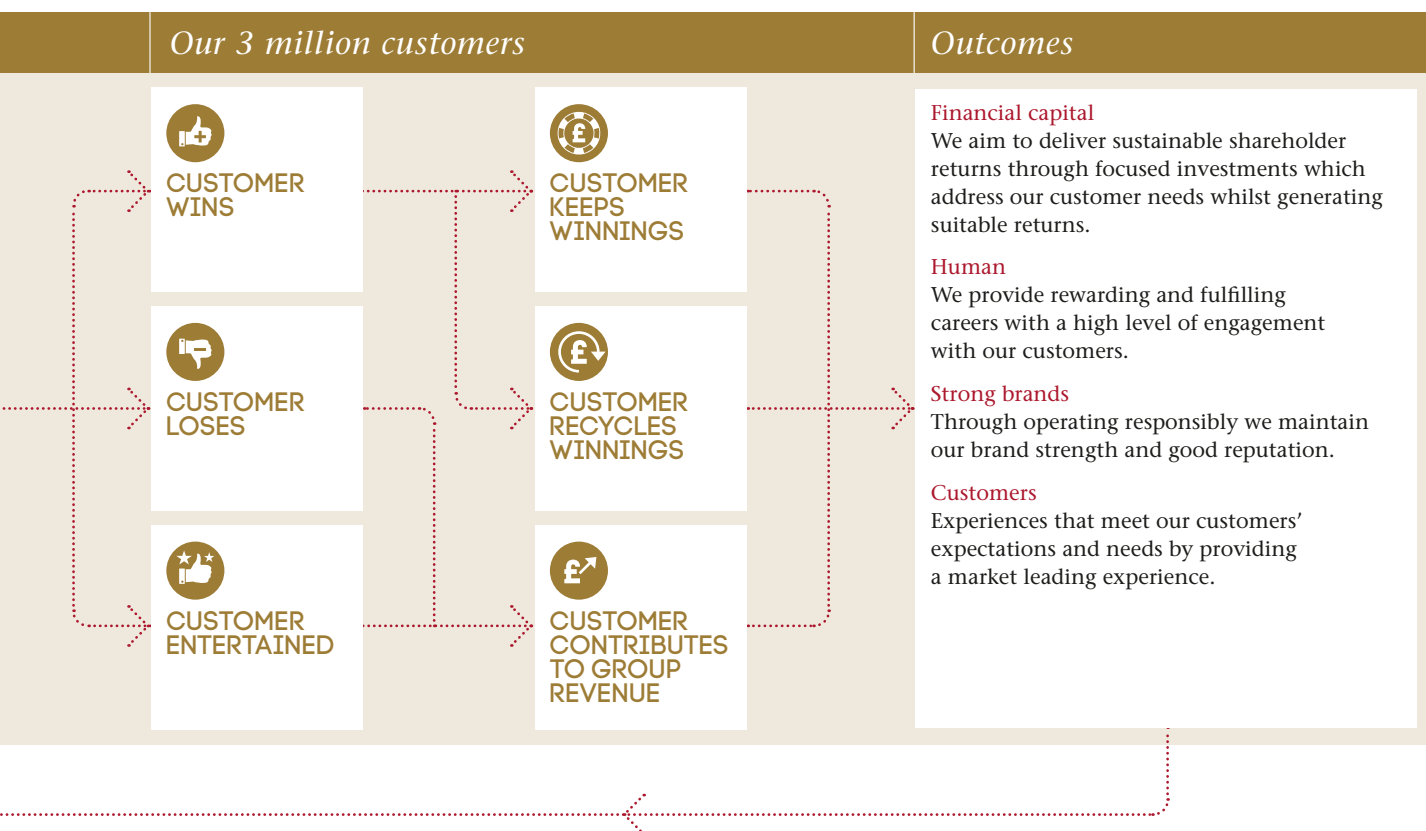 Our 3 million customers
Outcomes
CUSTOMER
WINS
CUSTOMER
KEEPS
WINNINGS
CUSTOMER
LOSES
CUSTOMER
RECYCLES
WINNINGS
CUSTOMER
ENTERTAINED
CUSTOMER
CONTRIBUTES
TO GROUP
REVENUE
Financial capital
We aim to deliver sustainable shareholder
returns through focused investments which
address our customer needs whilst generating
suitable returns.
Human
We provide rewarding and fulfilling
careers with a high level of engagement
with our customers.
Strong brands
Through operating responsibly we maintain
our brand strength and good reputation.
Customers
Experiences that meet our customers’
expectations and needs by providing
a market leading experience.